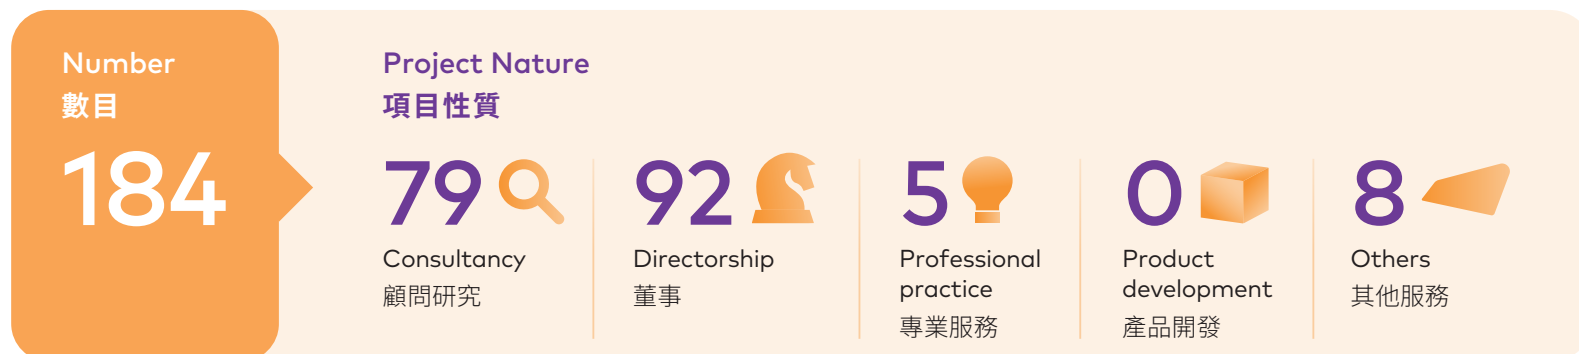 Number
數目
184
Project Nature
項目性質
79
Consultancy
顧問研究
92
Directorship
董事
5
Professional
practice
專業服務
0
Product
development
產品開發
8
Others
其他服務